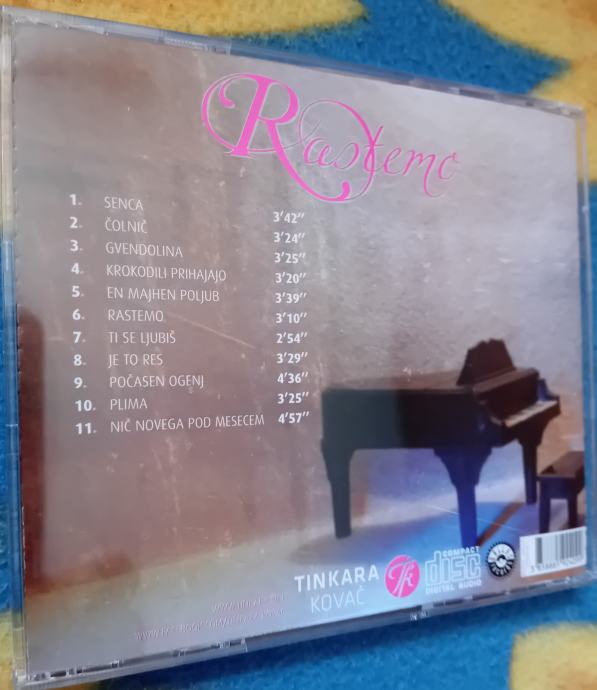 Rastemo
1. SENCA 3'42''
2. ČOLNIČ 3'24''
3. GVENDOLINA 3'25''
4. KROKODILI PRIHAJAJO 3'20''
5. EN MAJHEN POLJUB 3'39''
6. RASTEMO 3'10''
7. TI SE LJUBIŠ 2'54''
8. JE TO RES 3'29''
9. POČASEN OGENJ 4'36''
10. PLIMA 3'25''
11. NIČ NOVEGA POD MESECEM 4'57''
TINKARA
KOVAČ
TK
COMPACT
disc
DIGITAL AUDIO